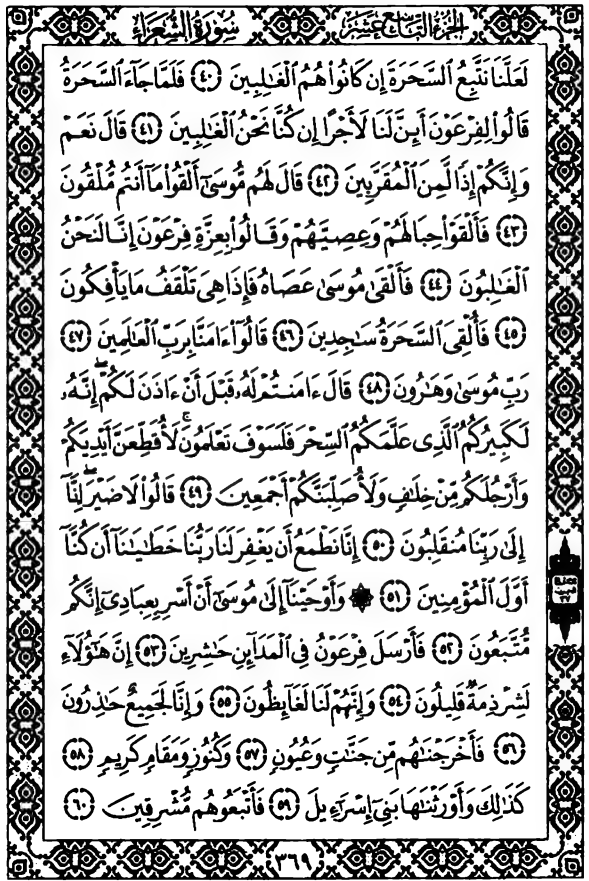 الجزء التاسع عشر سورة الشعراء
لَعَلَّنَا نَتَّبِعُ ٱلسَّحَرَةَ إِن كَانُوا۟ هُمُ ٱلْغَٰلِبِينَ ٤٠ فَلَمَّا جَآءَ ٱلسَّحَرَةُ
قَالُوا۟ لِفِرْعَوْنَ أَئِنَّ لَنَا لَأَجْرًا إِن كُنَّا نَحْنُ ٱلْغَٰلِبِينَ ٤١ قَالَ نَعَمْ
وَإِنَّكُمْ إِذًا لَّمِنَ ٱلْمُقَرَّبِينَ ٤٢ قَالَ لَهُم مُّوسَىٰٓ أَلْقُوا۟ مَآ أَنتُم مُّلْقُونَ
٤٣ فَأَلْقَوْا۟ حِبَالَهُمْ وَعِصِيَّهُمْ وَقَالُوا۟ بِعِزَّةِ فِرْعَوْنَ إِنَّا لَنَحْنُ
ٱلْغَٰلِبُونَ ٤٤ فَأَلْقَىٰ مُوسَىٰ عَصَاهُ فَإِذَا هِىَ تَلْقَفُ مَا يَأْفِكُونَ
٤٥ فَأُلْقِىَ ٱلسَّحَرَةُ سَٰجِدِينَ ٤٦ قَالُوٓا۟ ءَامَنَّا بِرَبِّ ٱلْعَٰلَمِينَ ٤٧
رَبِّ مُوسَىٰ وَهَٰرُونَ ٤٨ قَالَ ءَامَنتُمْ لَهُۥ قَبْلَ أَنْ ءَاذَنَ لَكُمْ ۖ إِنَّهُۥ
لَكَبِيرُكُمُ ٱلَّذِى عَلَّمَكُمُ ٱلسِّحْرَ فَلَسَوْفَ تَعْلَمُونَ ۚ لَأُقَطِّعَنَّ أَيْدِيَكُمْ
وَأَرْجُلَكُم مِّنْ خِلَٰفٍ وَلَأُصَلِّبَنَّكُمْ أَجْمَعِينَ ٤٩ قَالُوا۟ لَا ضَيْرَ ۖ إِنَّآ
إِلَىٰ رَبِّنَا مُنقَلِبُونَ ٥٠ إِنَّا نَطْمَعُ أَن يَغْفِرَ لَنَا رَبُّنَا خَطَٰيَٰنَآ أَن كُنَّآ
أَوَّلَ ٱلْمُؤْمِنِينَ ٥١ ۞ وَأَوْحَيْنَآ إِلَىٰ مُوسَىٰٓ أَنْ أَسْرِ بِعِبَادِىٓ إِنَّكُم
مُّتَّبَعُونَ ٥٢ فَأَرْسَلَ فِرْعَوْنُ فِى ٱلْمَدَآئِنِ حَٰشِرِينَ ٥٣ إِنَّ هَٰٓؤُلَآءِ
لَشِرْذِمَةٌ قَلِيلُونَ ٥٤ وَإِنَّهُمْ لَنَا لَغَآئِظُونَ ٥٥ وَإِنَّا لَجَمِيعٌ حَٰذِرُونَ
٥٦ فَأَخْرَجْنَٰهُم مِّن جَنَّٰتٍ وَعُيُونٍ ٥٧ وَكُنُوزٍ وَمَقَامٍ كَرِيمٍ ٥٨
كَذَٰلِكَ وَأَوْرَثْنَٰهَا بَنِىٓ إِسْرَٰٓءِيلَ ٥٩ فَأَتْبَعُوهُم مُّشْرِقِينَ ٦٠
٣٦٩